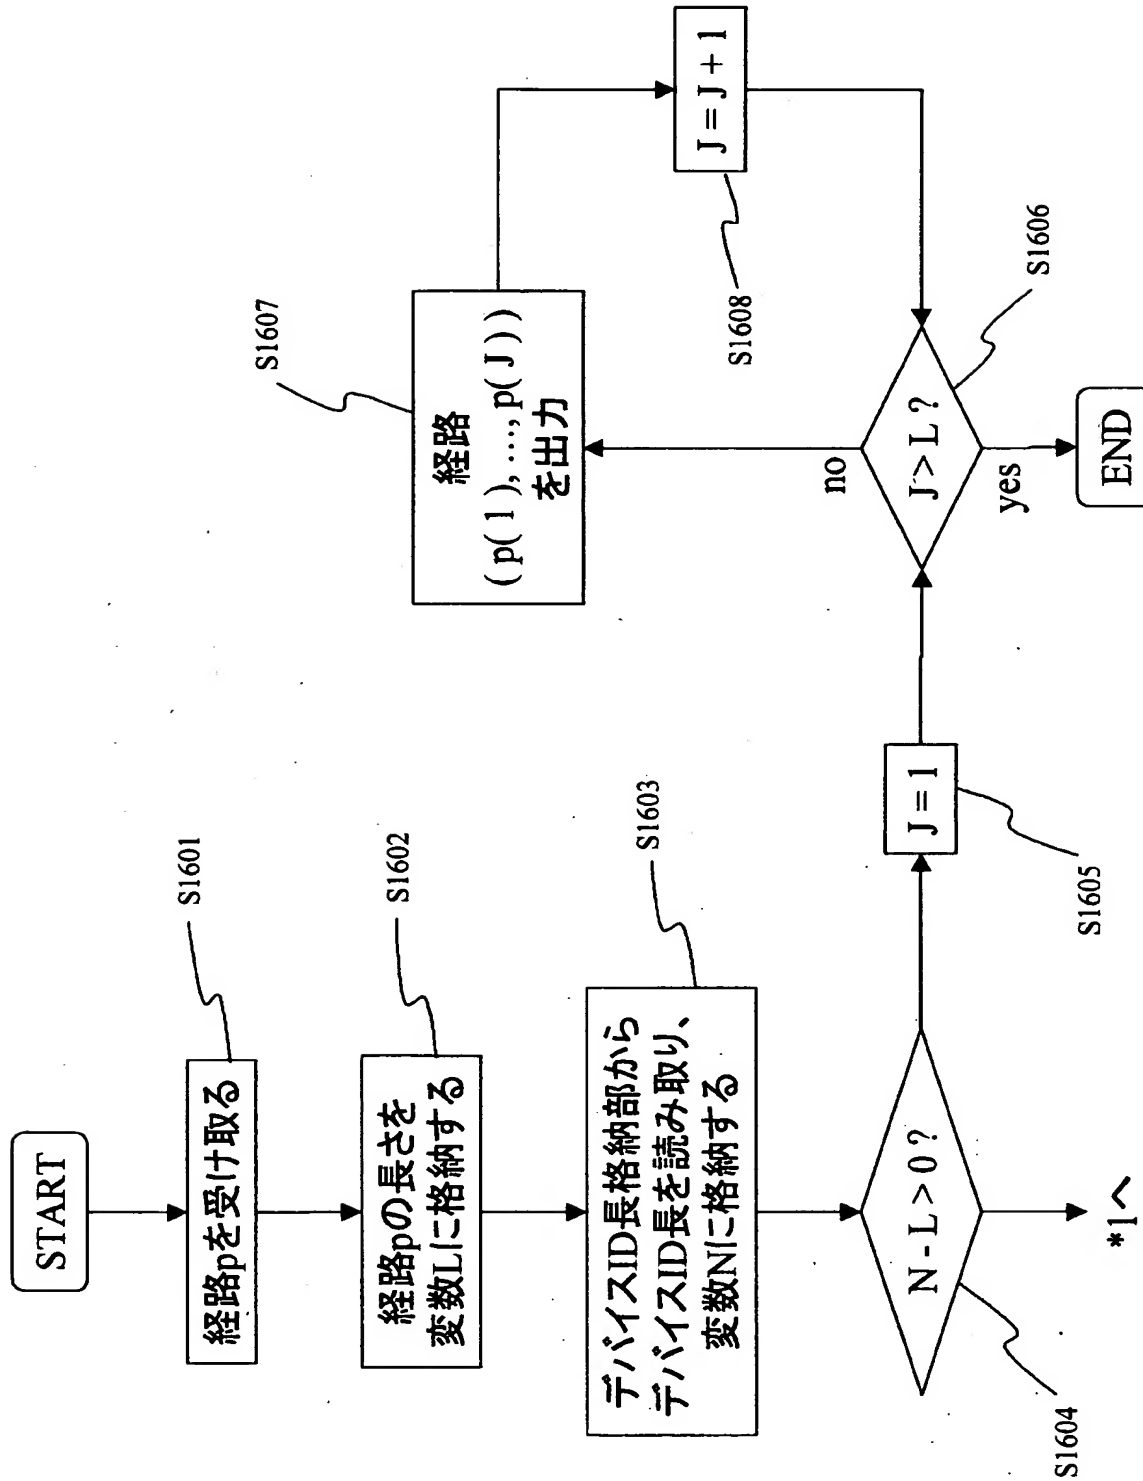 START
経路pを受け取る
S1601
経路pの長さを
変数Lに格納する
S1602
デバイスID長格納部から
デバイスID長を読み取り、
変数Nに格納する
S1603
N - L > 0 ?
S1604
*1へ
J = 1
S1605
J > L ?
S1606
no
yes
END
経路
(p(1),…,p(J))
を出力
S1607
J = J + 1
S1608